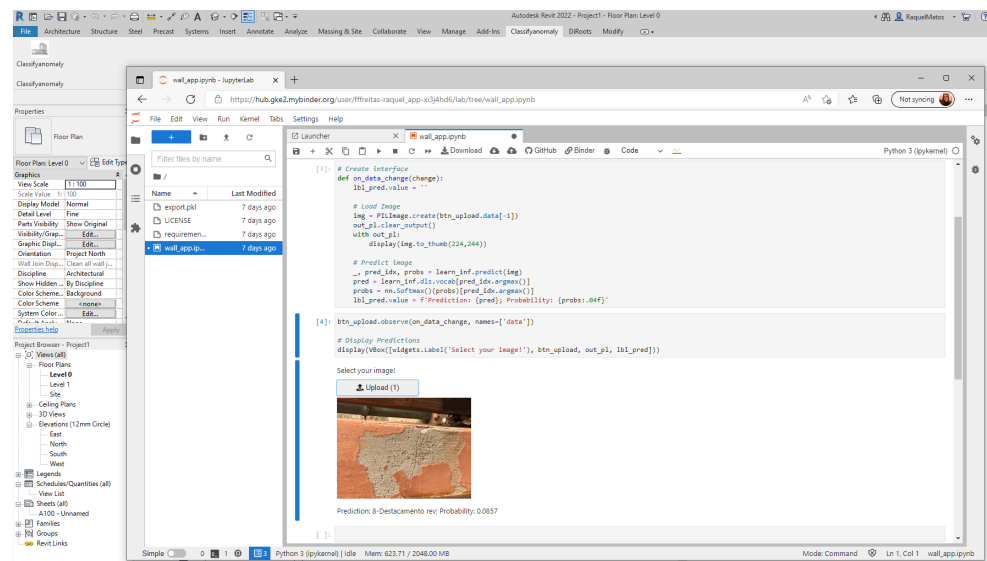 Autodesk Revit 2022 - Project1 - Floor Plan: Level 0
RaquelMatos
File Architecture Structure Steel Precast Systems Insert Annotate Analyze Massing & Site Collaborate View Manage Add-Ins Classifyanomaly DiRoots Modify
Classifyanomaly
Classifyanomaly
Properties
Floor Plan
Floor Plan: Level 0 Edit Type
Graphics
View Scale 1 : 100
Scale Value 1: 100
Display Model Normal
Detail Level Fine
Parts Visibility Show Original
Visibility/Grap... Edit...
Graphic Displ... Edit...
Orientation Project North
Wall Join Disp... Clean all wall j...
Discipline Architectural
Show Hidden ... By Discipline
Color Scheme... Background
Color Scheme <none>
System Color ... Edit...
Properties help Apply
Project Browser - Project1
Views (all)
Floor Plans
Level 0
Level 1
Site
Ceiling Plans
3D Views
Elevations (12mm Circle)
East
North
South
West
Legends
Schedules/Quantities (all)
View List
Sheets (all)
A100 - Unnamed
Families
Groups
Revit Links
wall_app.ipynb - JupyterLab
https://hub.gke2.mybinder.org/user/fffreitas-raquel_app-xi3j4hd6/lab/tree/wall_app.ipynb
Not syncing
File Edit View Run Kernel Tabs Settings Help
Filter files by name
/
Name Last Modified
export.pkl 7 days ago
LICENSE 7 days ago
requiremen... 7 days ago
wall_app.ip... 7 days ago
Launcher wall_app.ipynb
Download GitHub Binder Code Python 3 (ipykernel)
[3]: # Create interface
def on_data_change(change):
lbl_pred.value = ''
# Load Image
img = PILImage.create(btn_upload.data[-1])
out_pl.clear_output()
with out_pl:
display(img.to_thumb(224,244))
# Predict image
_, pred_idx, probs = learn_inf.predict(img)
pred = learn_inf.dls.vocab[pred_idx.argmax()]
probs = nn.Softmax()(probs)[pred_idx.argmax()]
lbl_pred.value = f'Prediction: {pred}; Probability: {probs:.04f}'
[4]: btn_upload.observe(on_data_change, names=['data'])
# Display Predictions
display(VBox([widgets.Label('Select your image!'), btn_upload, out_pl, lbl_pred]))
Select your image!
Upload (1)
Prediction: 8-Destacamento rev; Probability: 0.0857
[ ]:
Simple 0 1 3 Python 3 (ipykernel) | Idle Mem: 623.71 / 2048.00 MB Mode: Command Ln 1, Col 1 wall_app.ipynb